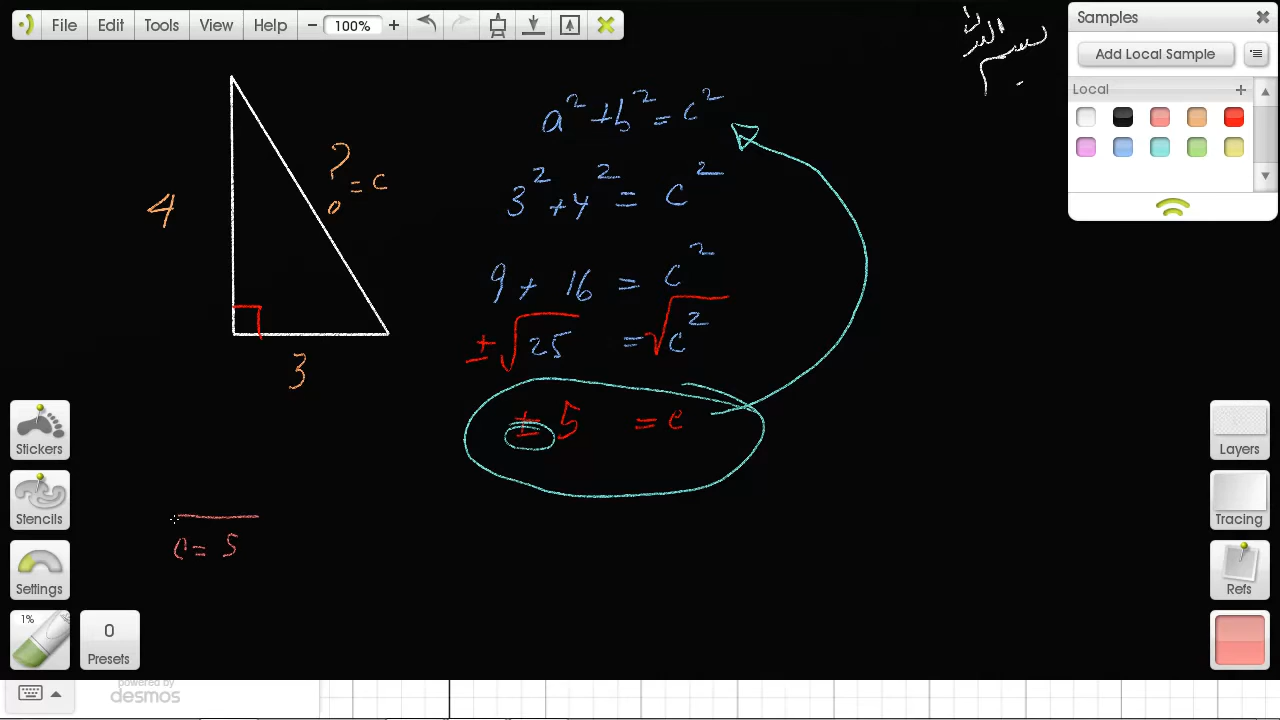 File Edit Tools View Help − 100% +
بسم الله
Samples
Add Local Sample
Local +
a² + b² = c²
4
? = c
3² + 4² = c²
9 + 16 = c²
± √25 = √c²
3
± 5 = c
Stickers
Layers
Stencils
Tracing
c = 5
Settings
Refs
1%
0
Presets
powered by
desmos